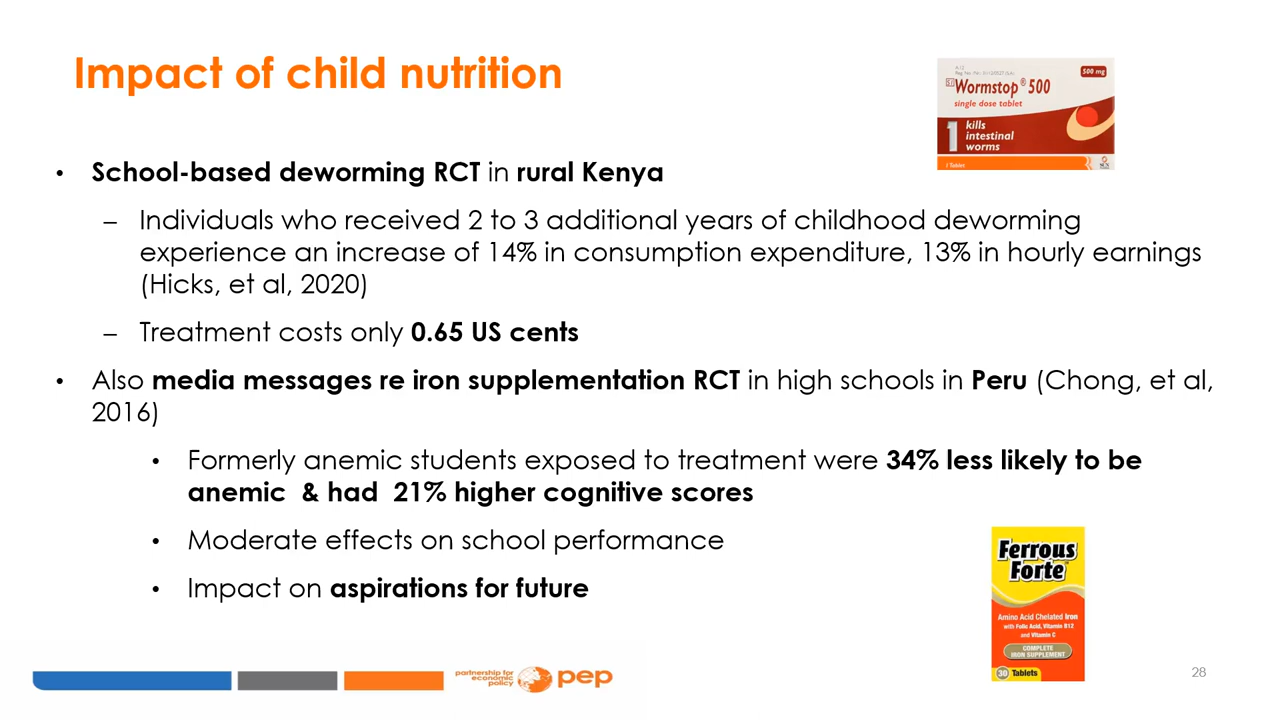 Impact of child nutrition
Wormstop® 500
500 mg
single dose tablet
1 kills
intestinal
worms
1 Tablet
• School-based deworming RCT in rural Kenya
– Individuals who received 2 to 3 additional years of childhood deworming
experience an increase of 14% in consumption expenditure, 13% in hourly earnings
(Hicks, et al, 2020)
– Treatment costs only 0.65 US cents
• Also media messages re iron supplementation RCT in high schools in Peru (Chong, et al,
2016)
• Formerly anemic students exposed to treatment were 34% less likely to be
anemic & had 21% higher cognitive scores
• Moderate effects on school performance
• Impact on aspirations for future
Ferrous
Forte™
Amino Acid Chelated Iron
with Folic Acid, Vitamin B12
and Vitamin C
COMPLETE
IRON SUPPLEMENT
30 Tablets
partnership for
economic
policy
pep
28